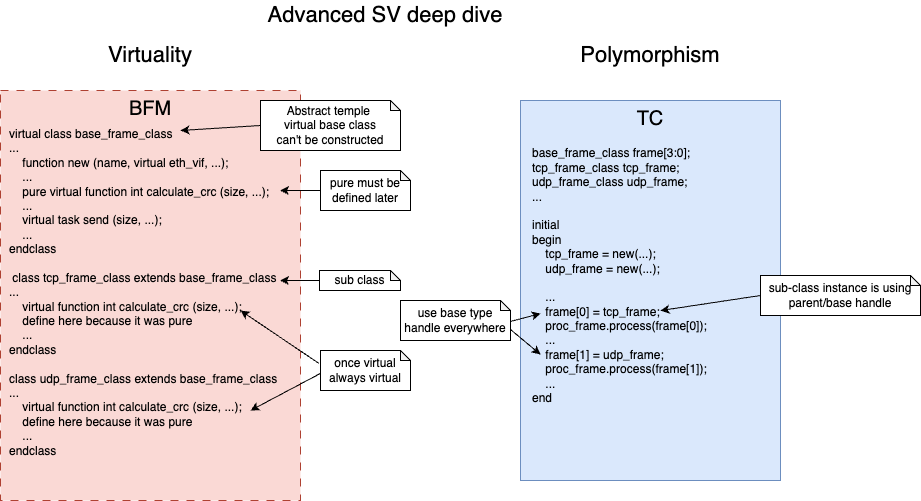 Advanced SV deep dive
Virtuality
Polymorphism
BFM
virtual class base_frame_class
...
function new (name, virtual eth_vif, ...);
...
pure virtual function int calculate_crc (size, ...);
...
virtual task send (size, ...);
...
endclass
class tcp_frame_class extends base_frame_class
...
virtual function int calculate_crc (size, ...);
define here because it was pure
...
endclass
class udp_frame_class extends base_frame_class
...
virtual function int calculate_crc (size, ...);
define here because it was pure
...
endclass
Abstract temple
virtual base class
can't be constructed
pure must be
defined later
sub class
once virtual
always virtual
TC
base_frame_class frame[3:0];
tcp_frame_class tcp_frame;
udp_frame_class udp_frame;
...
initial
begin
tcp_frame = new(...);
udp_frame = new(...);
...
frame[0] = tcp_frame;
proc_frame.process(frame[0]);
...
frame[1] = udp_frame;
proc_frame.process(frame[1]);
...
end
use base type
handle everywhere
sub-class instance is using
parent/base handle